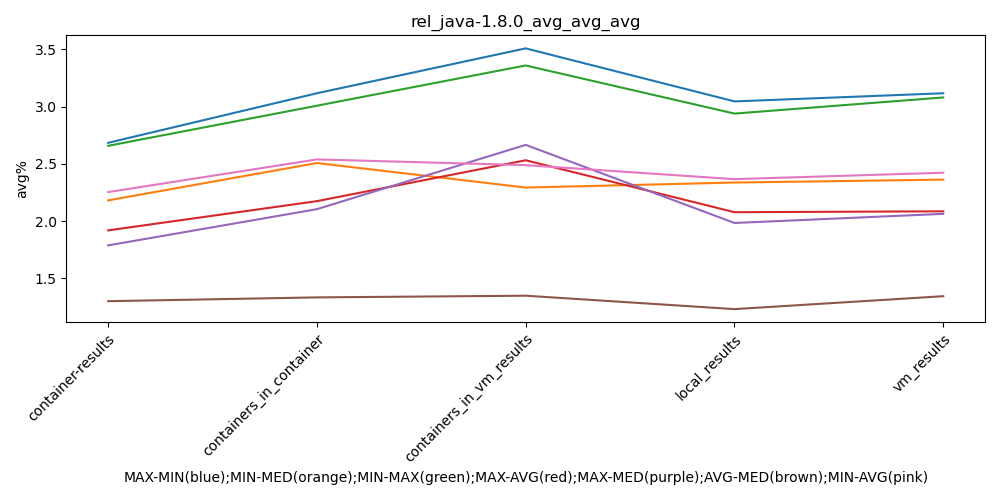 rel_java-1.8.0_avg_avg_avg
avg%
3.5
3.0
2.5
2.0
1.5
container-results
containers_in_container
containers_in_vm_results
local_results
vm_results
MAX-MIN(blue);MIN-MED(orange);MIN-MAX(green);MAX-AVG(red);MAX-MED(purple);AVG-MED(brown);MIN-AVG(pink)